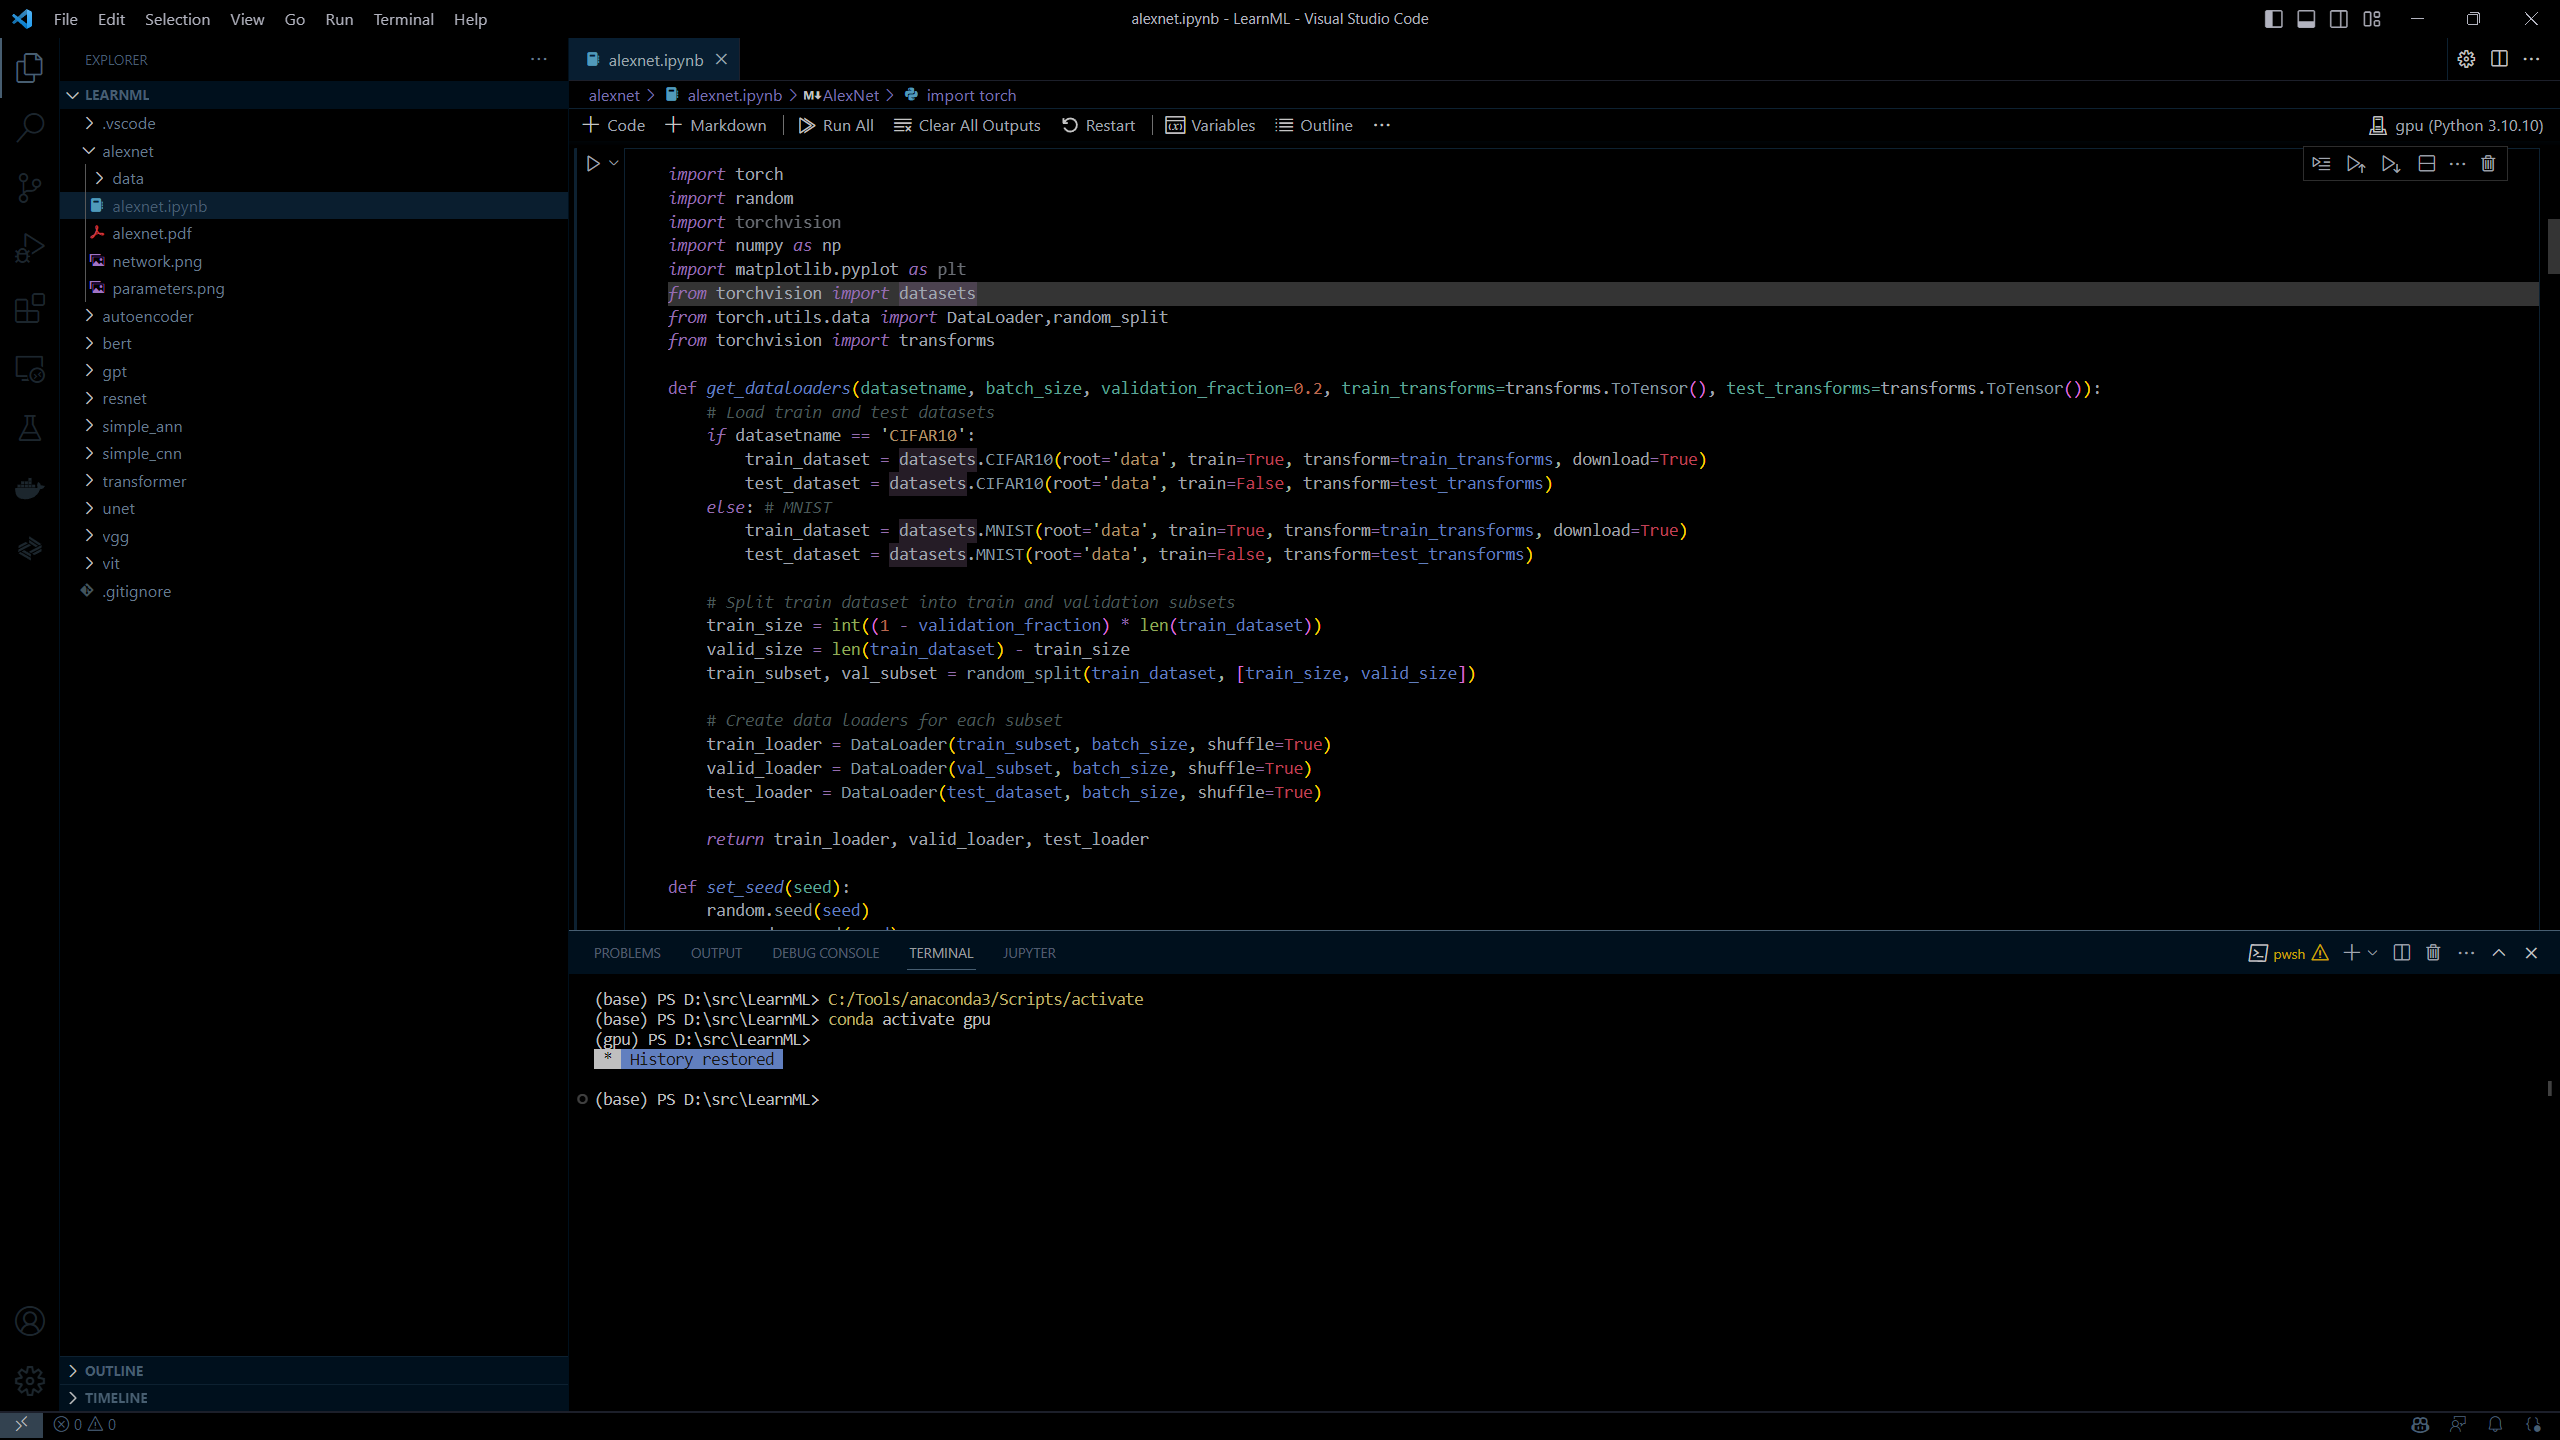 File Edit Selection View Go Run Terminal Help
alexnet.ipynb - LearnML - Visual Studio Code
EXPLORER
LEARNML
.vscode
alexnet
data
alexnet.ipynb
alexnet.pdf
network.png
parameters.png
autoencoder
bert
gpt
resnet
simple_ann
simple_cnn
transformer
unet
vgg
vit
.gitignore
OUTLINE
TIMELINE
alexnet.ipynb
alexnet > alexnet.ipynb > M↓AlexNet > import torch
+ Code + Markdown Run All Clear All Outputs Restart Variables Outline ...
gpu (Python 3.10.10)
import torch
import random
import torchvision
import numpy as np
import matplotlib.pyplot as plt
from torchvision import datasets
from torch.utils.data import DataLoader,random_split
from torchvision import transforms
def get_dataloaders(datasetname, batch_size, validation_fraction=0.2, train_transforms=transforms.ToTensor(), test_transforms=transforms.ToTensor()):
# Load train and test datasets
if datasetname == 'CIFAR10':
train_dataset = datasets.CIFAR10(root='data', train=True, transform=train_transforms, download=True)
test_dataset = datasets.CIFAR10(root='data', train=False, transform=test_transforms)
else: # MNIST
train_dataset = datasets.MNIST(root='data', train=True, transform=train_transforms, download=True)
test_dataset = datasets.MNIST(root='data', train=False, transform=test_transforms)
# Split train dataset into train and validation subsets
train_size = int((1 - validation_fraction) * len(train_dataset))
valid_size = len(train_dataset) - train_size
train_subset, val_subset = random_split(train_dataset, [train_size, valid_size])
# Create data loaders for each subset
train_loader = DataLoader(train_subset, batch_size, shuffle=True)
valid_loader = DataLoader(val_subset, batch_size, shuffle=True)
test_loader = DataLoader(test_dataset, batch_size, shuffle=True)
return train_loader, valid_loader, test_loader
def set_seed(seed):
random.seed(seed)
PROBLEMS OUTPUT DEBUG CONSOLE TERMINAL JUPYTER
pwsh
(base) PS D:\src\LearnML> C:/Tools/anaconda3/Scripts/activate
(base) PS D:\src\LearnML> conda activate gpu
(gpu) PS D:\src\LearnML>
* History restored
(base) PS D:\src\LearnML>
0 0